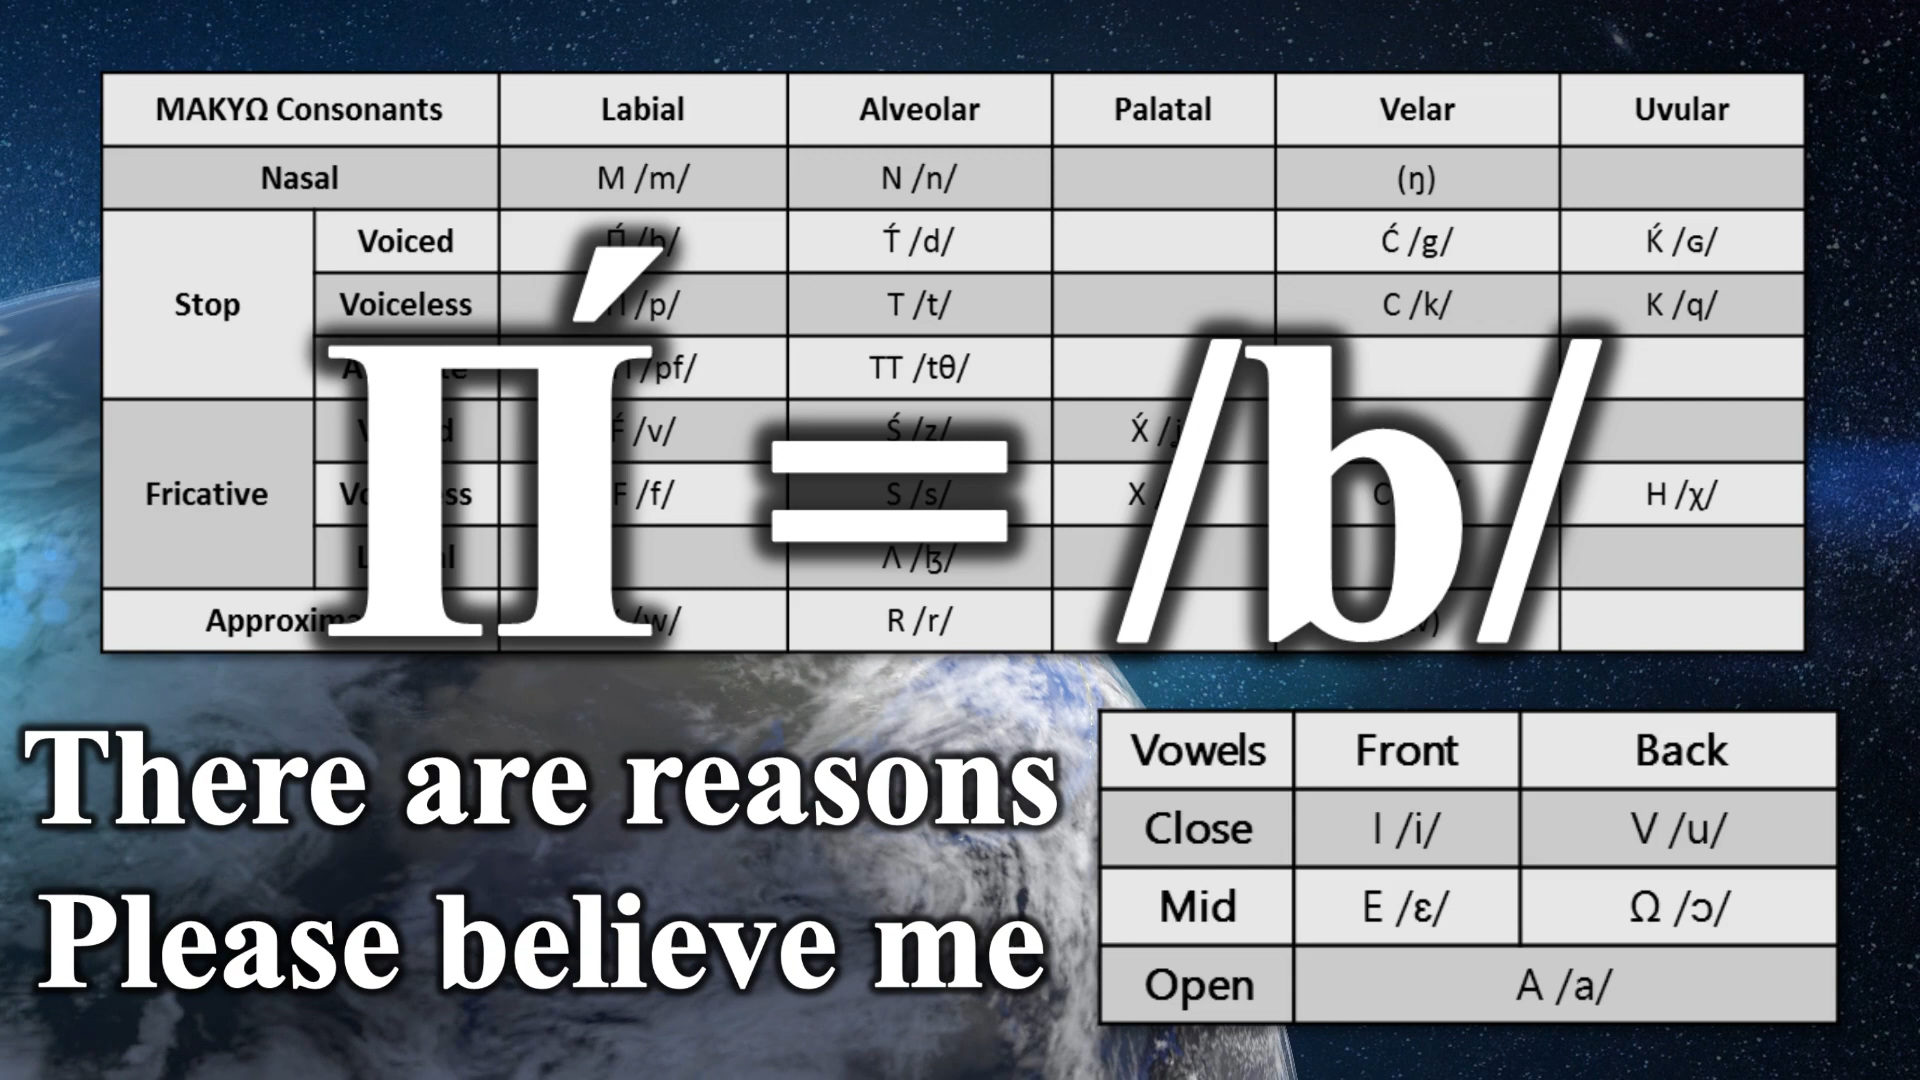 MAKYΩ Consonants Labial Alveolar Palatal Velar Uvular
Nasal M /m/ N /n/ (ŋ)
Stop Voiced Π́ /b/ T́ /d/ Ć /g/ Ḱ /ɢ/
Voiceless /p/ T /t/ C /k/ K /q/
/pf/ TT /tθ/
Fricative F́ /v/ Ś /z/ X́
F /f/ S /s/ X H /χ/
Λ /ɮ/
/w/ R /r/
Π́ = /b/
There are reasons
Please believe me
Vowels Front Back
Close I /i/ V /u/
Mid E /ɛ/ Ω /ɔ/
Open A /a/